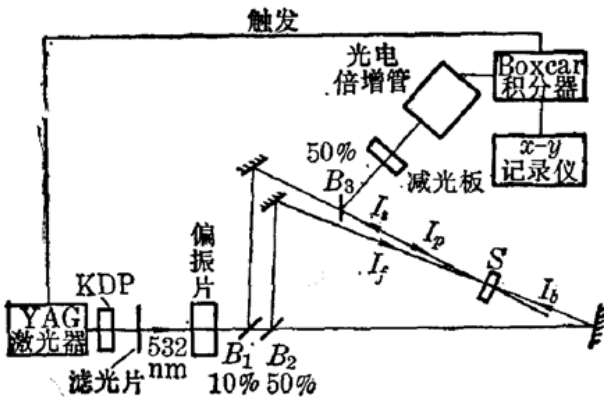 触发
光电
倍增管
Boxcar
积分器
x-y
记录仪
50%
减光板
B₃
Iₛ
Iₚ
I_f
S
I_b
偏振片
KDP
YAG
激光器
滤光片
532
nm
B₁
10%
B₂
50%